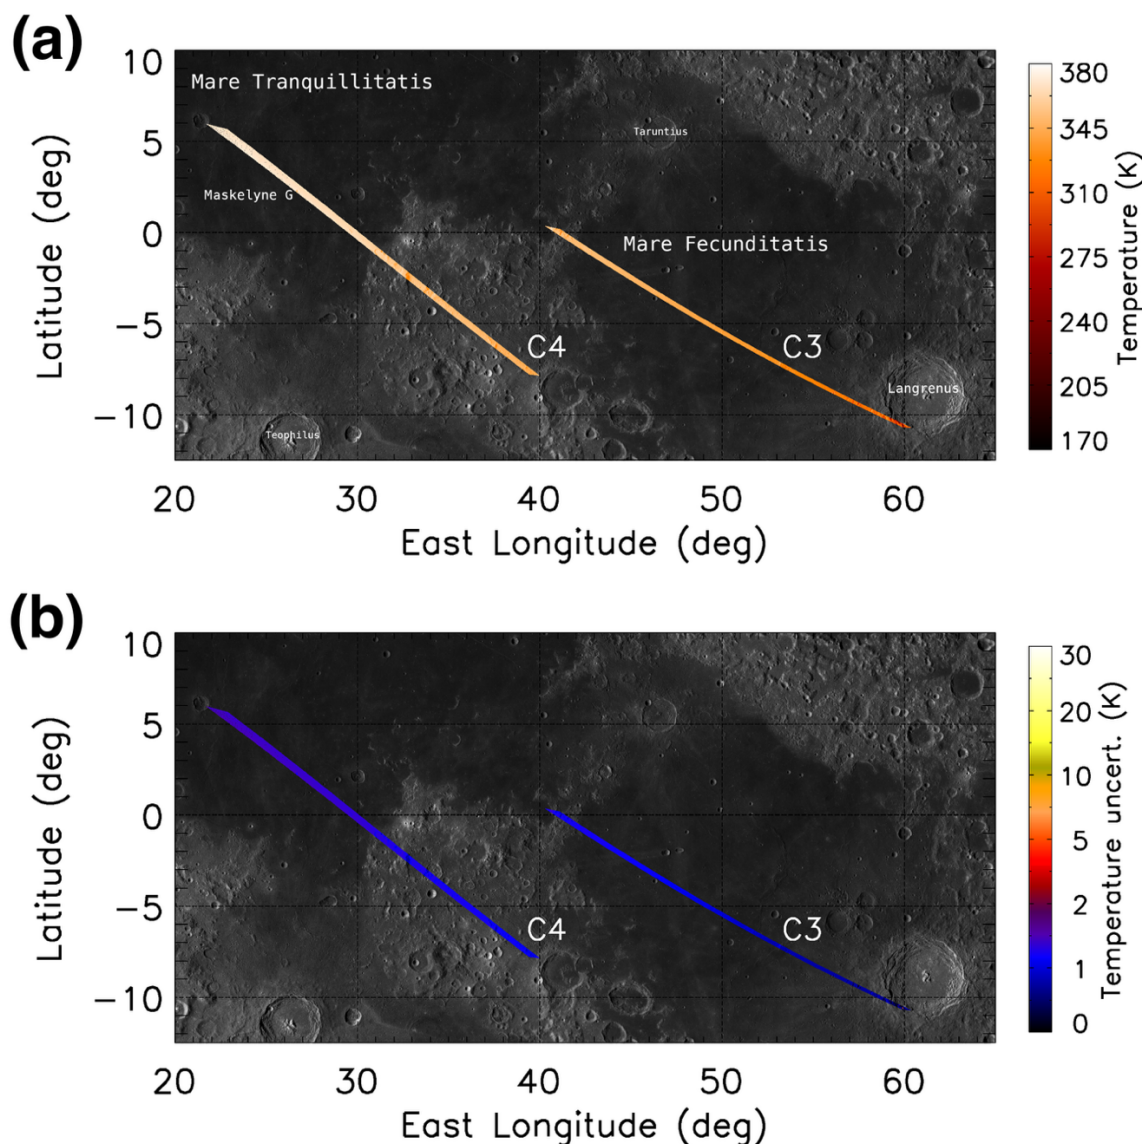 (a)
Mare Tranquillitatis
Taruntius
Maskelyne G
Mare Fecunditatis
C4
C3
Langrenus
Teophilus
10
5
0
−5
−10
Latitude (deg)
20 30 40 50 60
East Longitude (deg)
380
345
310
275
240
205
170
Temperature (K)
(b)
C4
C3
10
5
0
−5
−10
Latitude (deg)
20 30 40 50 60
East Longitude (deg)
30
20
10
5
2
1
0
Temperature uncert. (K)